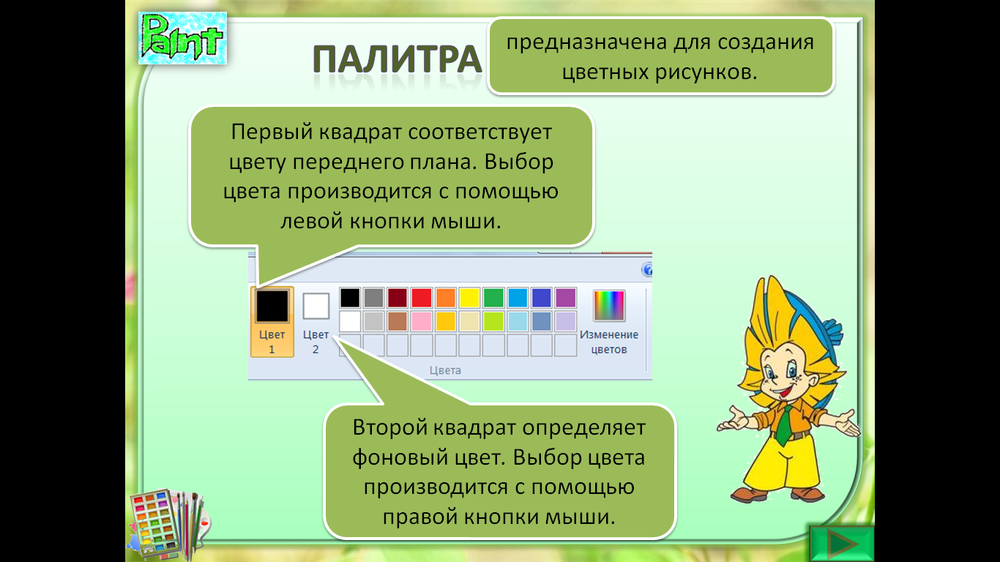 Paint
ПАЛИТРА
предназначена для создания
цветных рисунков.
Первый квадрат соответствует
цвету переднего плана. Выбор
цвета производится с помощью
левой кнопки мыши.
Цвет
1
Цвет
2
Изменение
цветов
Цвета
Второй квадрат определяет
фоновый цвет. Выбор цвета
производится с помощью
правой кнопки мыши.